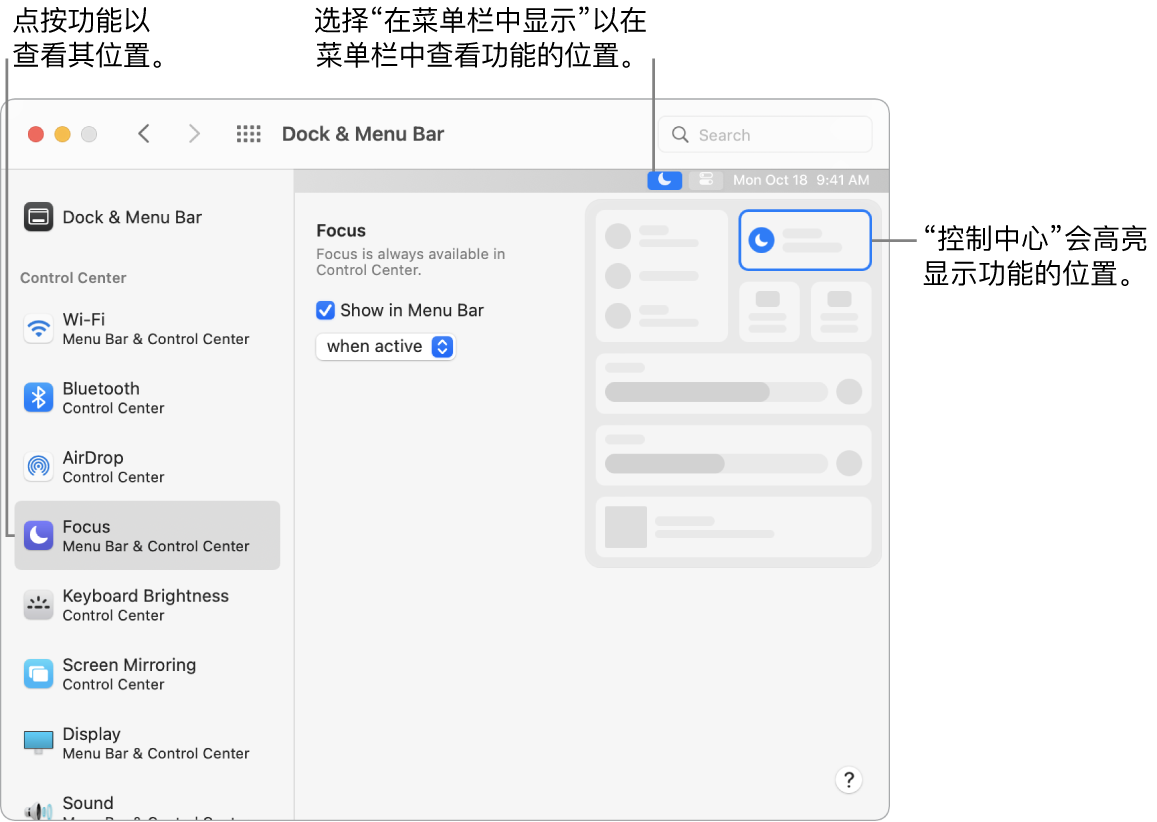 点按功能以
查看其位置。
选择“在菜单栏中显示”以在
菜单栏中查看功能的位置。
Dock & Menu Bar
Search
Mon Oct 18 9:41 AM
Dock & Menu Bar
Control Center
Wi-Fi
Menu Bar & Control Center
Bluetooth
Control Center
AirDrop
Control Center
Focus
Menu Bar & Control Center
Keyboard Brightness
Control Center
Screen Mirroring
Control Center
Display
Menu Bar & Control Center
Sound
Focus
Focus is always available in
Control Center.
Show in Menu Bar
when active
“控制中心”会高亮
显示功能的位置。
?